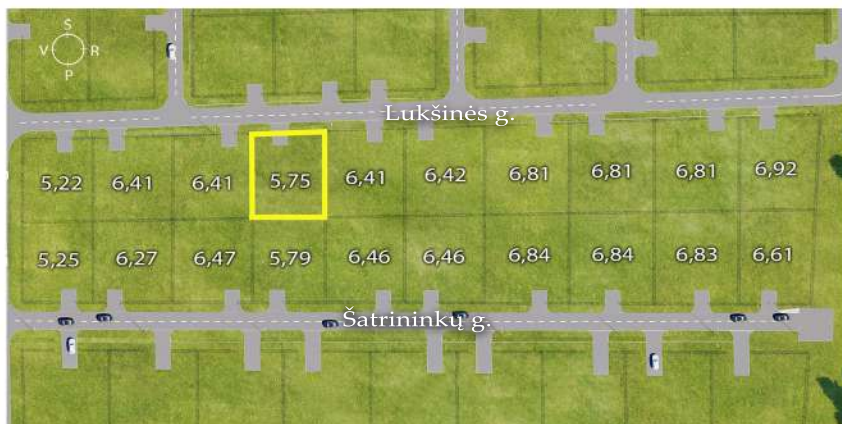 Š
V R
P
Lukšinės g.
5,22 6,41 6,41 5,75 6,41 6,42 6,81 6,81 6,81 6,92
5,25 6,27 6,47 5,79 6,46 6,46 6,84 6,84 6,83 6,61
Šatrininkų g.